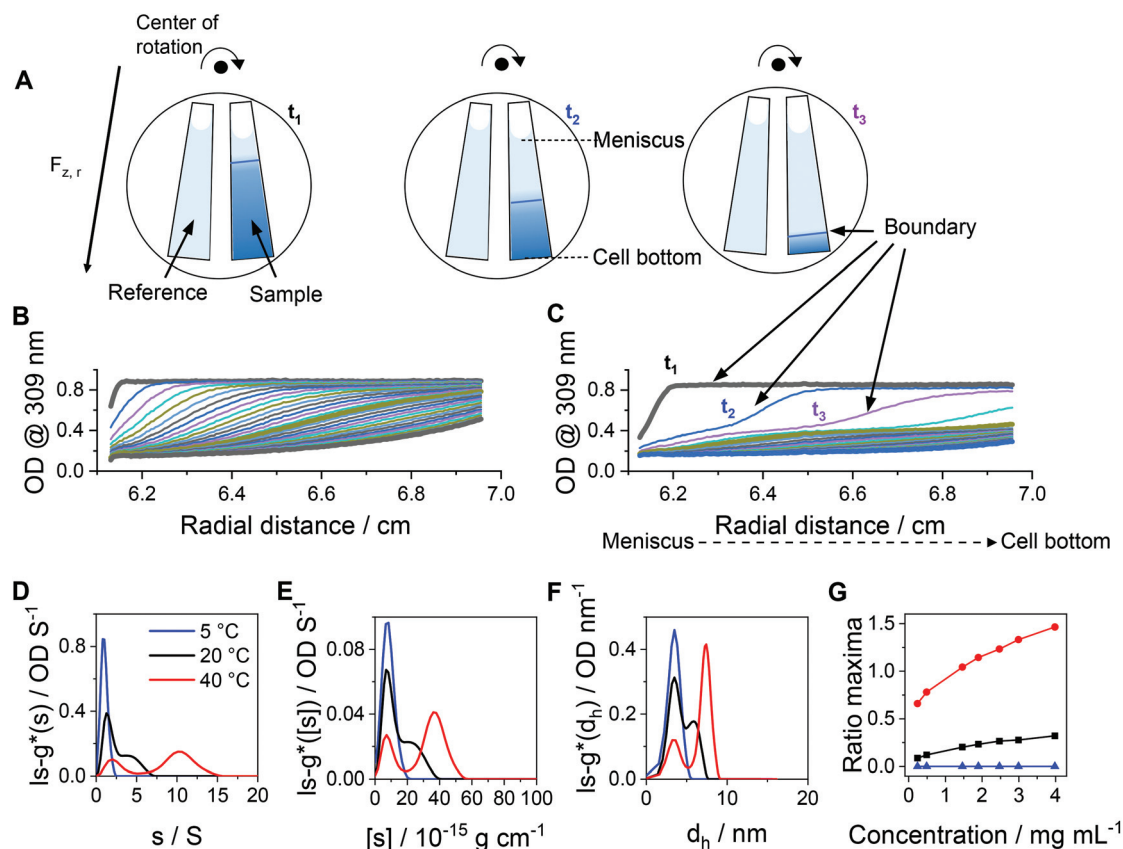 Center of
rotation
A
t1
t2
t3
Meniscus
Fz, r
Boundary
Cell bottom
Reference
Sample
B
C
OD @ 309 nm
0.8
0.4
0.0
6.2
6.4
6.6
6.8
7.0
Radial distance / cm
OD @ 309 nm
t1
t2
t3
0.8
0.4
0.0
6.2
6.4
6.6
6.8
7.0
Radial distance / cm
Meniscus
Cell bottom
D
ls-g*(s) / OD S-1
0.8
0.4
0.0
5 °C
20 °C
40 °C
0
5
10
15
20
s / S
E
ls-g*([s]) / OD S-1
0.08
0.04
0.00
0
20
40
60
80
100
[s] / 10-15 g cm-1
F
ls-g*(dh) / OD nm-1
0.4
0.2
0.0
0
10
20
dh / nm
G
Ratio maxima
1.5
1.0
0.5
0.0
0
1
2
3
4
Concentration / mg mL-1